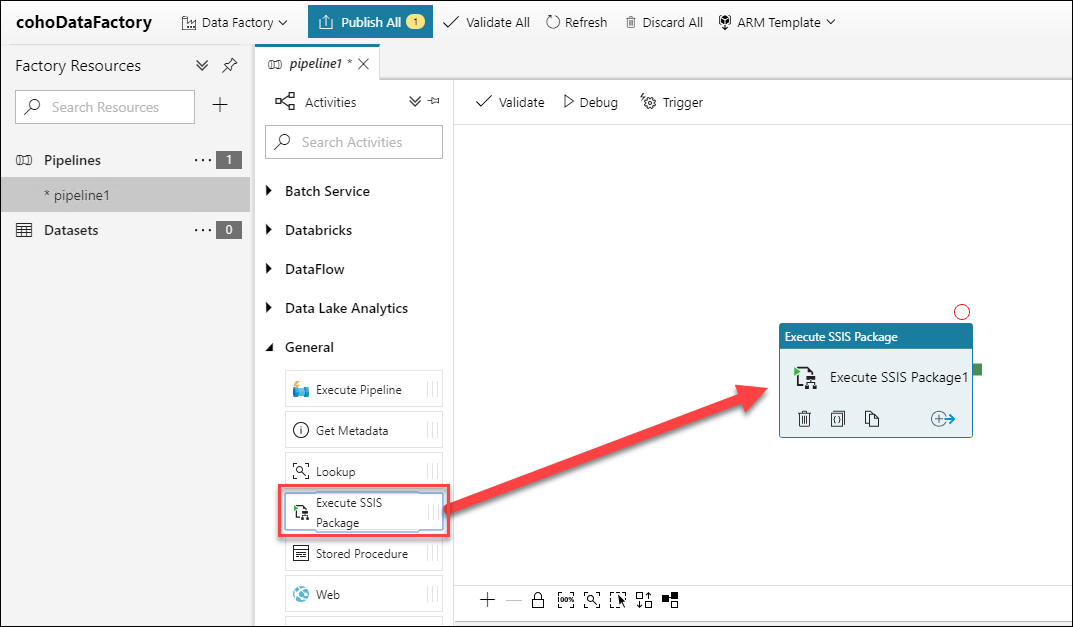 cohoDataFactory
Data Factory
Publish All 1
Validate All
Refresh
Discard All
ARM Template
Factory Resources
Search Resources
Pipelines 1
* pipeline1
Datasets 0
pipeline1 *
Activities
Search Activities
Batch Service
Databricks
DataFlow
Data Lake Analytics
General
Execute Pipeline
Get Metadata
Lookup
Execute SSIS
Package
Stored Procedure
Web
Validate
Debug
Trigger
Execute SSIS Package
Execute SSIS Package1
100%